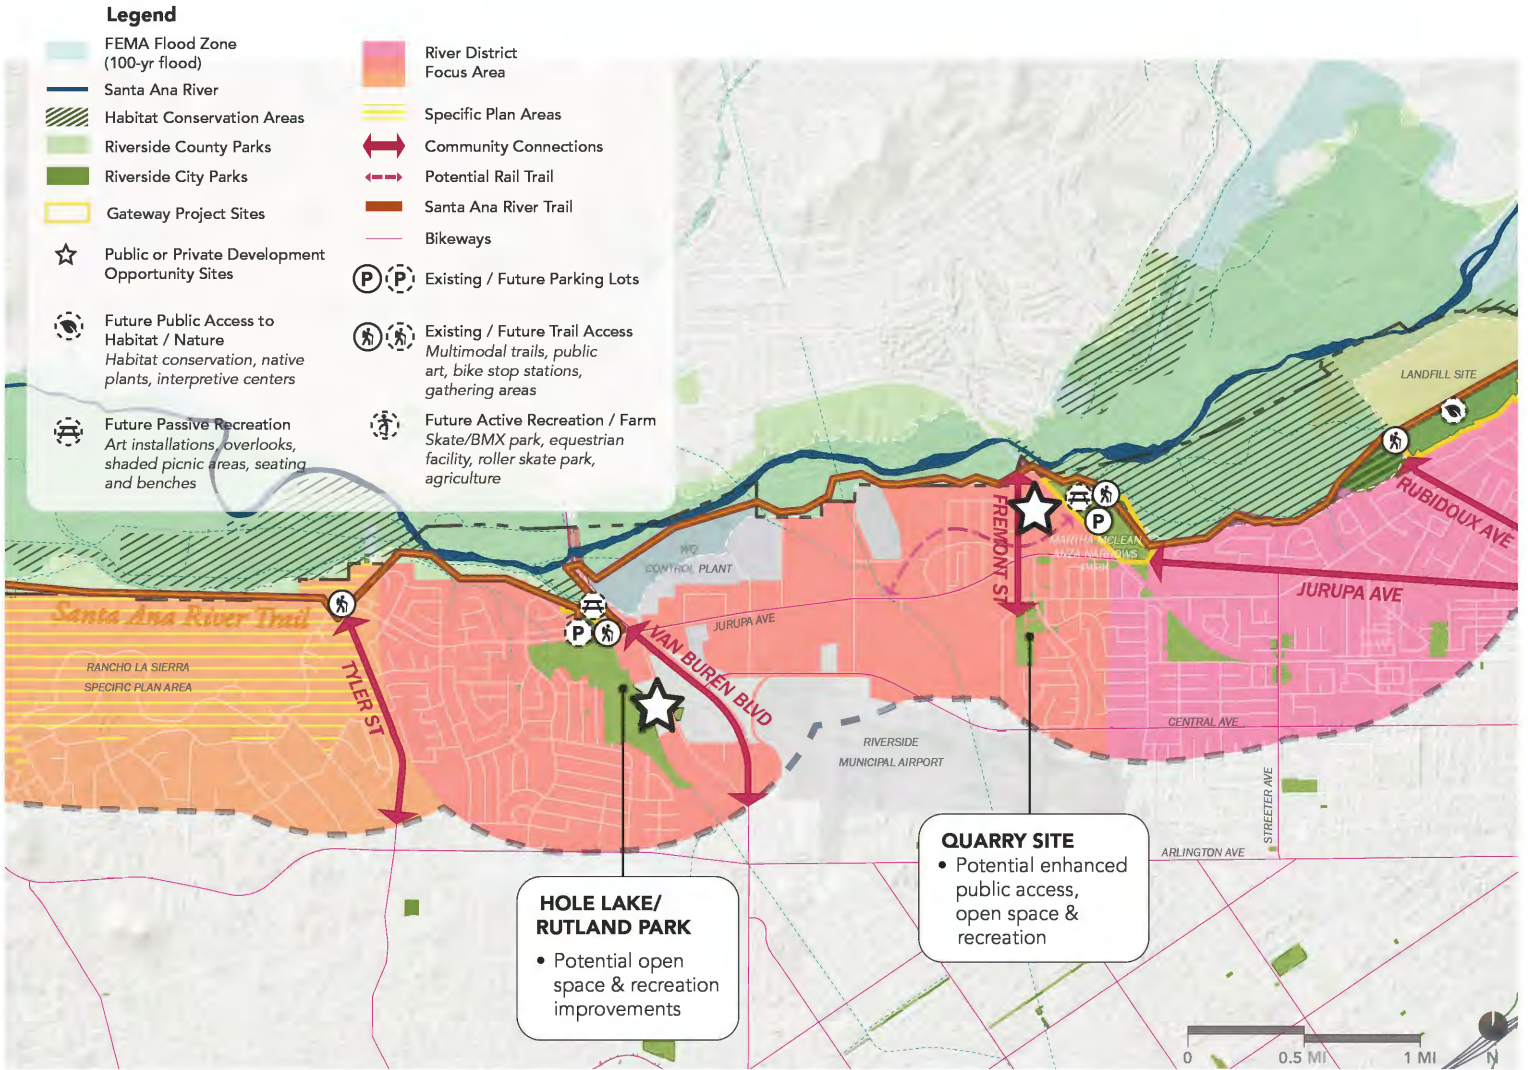 Legend
FEMA Flood Zone
(100-yr flood)
Santa Ana River
Habitat Conservation Areas
Riverside County Parks
Riverside City Parks
Gateway Project Sites
Public or Private Development
Opportunity Sites
Future Public Access to
Habitat / Nature
Habitat conservation, native
plants, interpretive centers
Future Passive Recreation
Art installations, overlooks,
shaded picnic areas, seating
and benches
River District
Focus Area
Specific Plan Areas
Community Connections
Potential Rail Trail
Santa Ana River Trail
Bikeways
P P
Existing / Future Parking Lots
Existing / Future Trail Access
Multimodal trails, public
art, bike stop stations,
gathering areas
Future Active Recreation / Farm
Skate/BMX park, equestrian
facility, roller skate park,
agriculture
LANDFILL SITE
RUBIDOUX AVE
FREMONT ST
P
MARTHA MCLEAN
ANZA NARROWS
JURUPA AVE
WQ
CONTROL PLANT
Santa Ana River Trail
P
JURUPA AVE
VAN BUREN BLVD
RANCHO LA SIERRA
SPECIFIC PLAN AREA
TYLER ST
CENTRAL AVE
RIVERSIDE
MUNICIPAL AIRPORT
STREETER AVE
ARLINGTON AVE
QUARRY SITE
• Potential enhanced
public access,
open space &
recreation
HOLE LAKE/
RUTLAND PARK
• Potential open
space & recreation
improvements
0 0.5 MI 1 MI
N